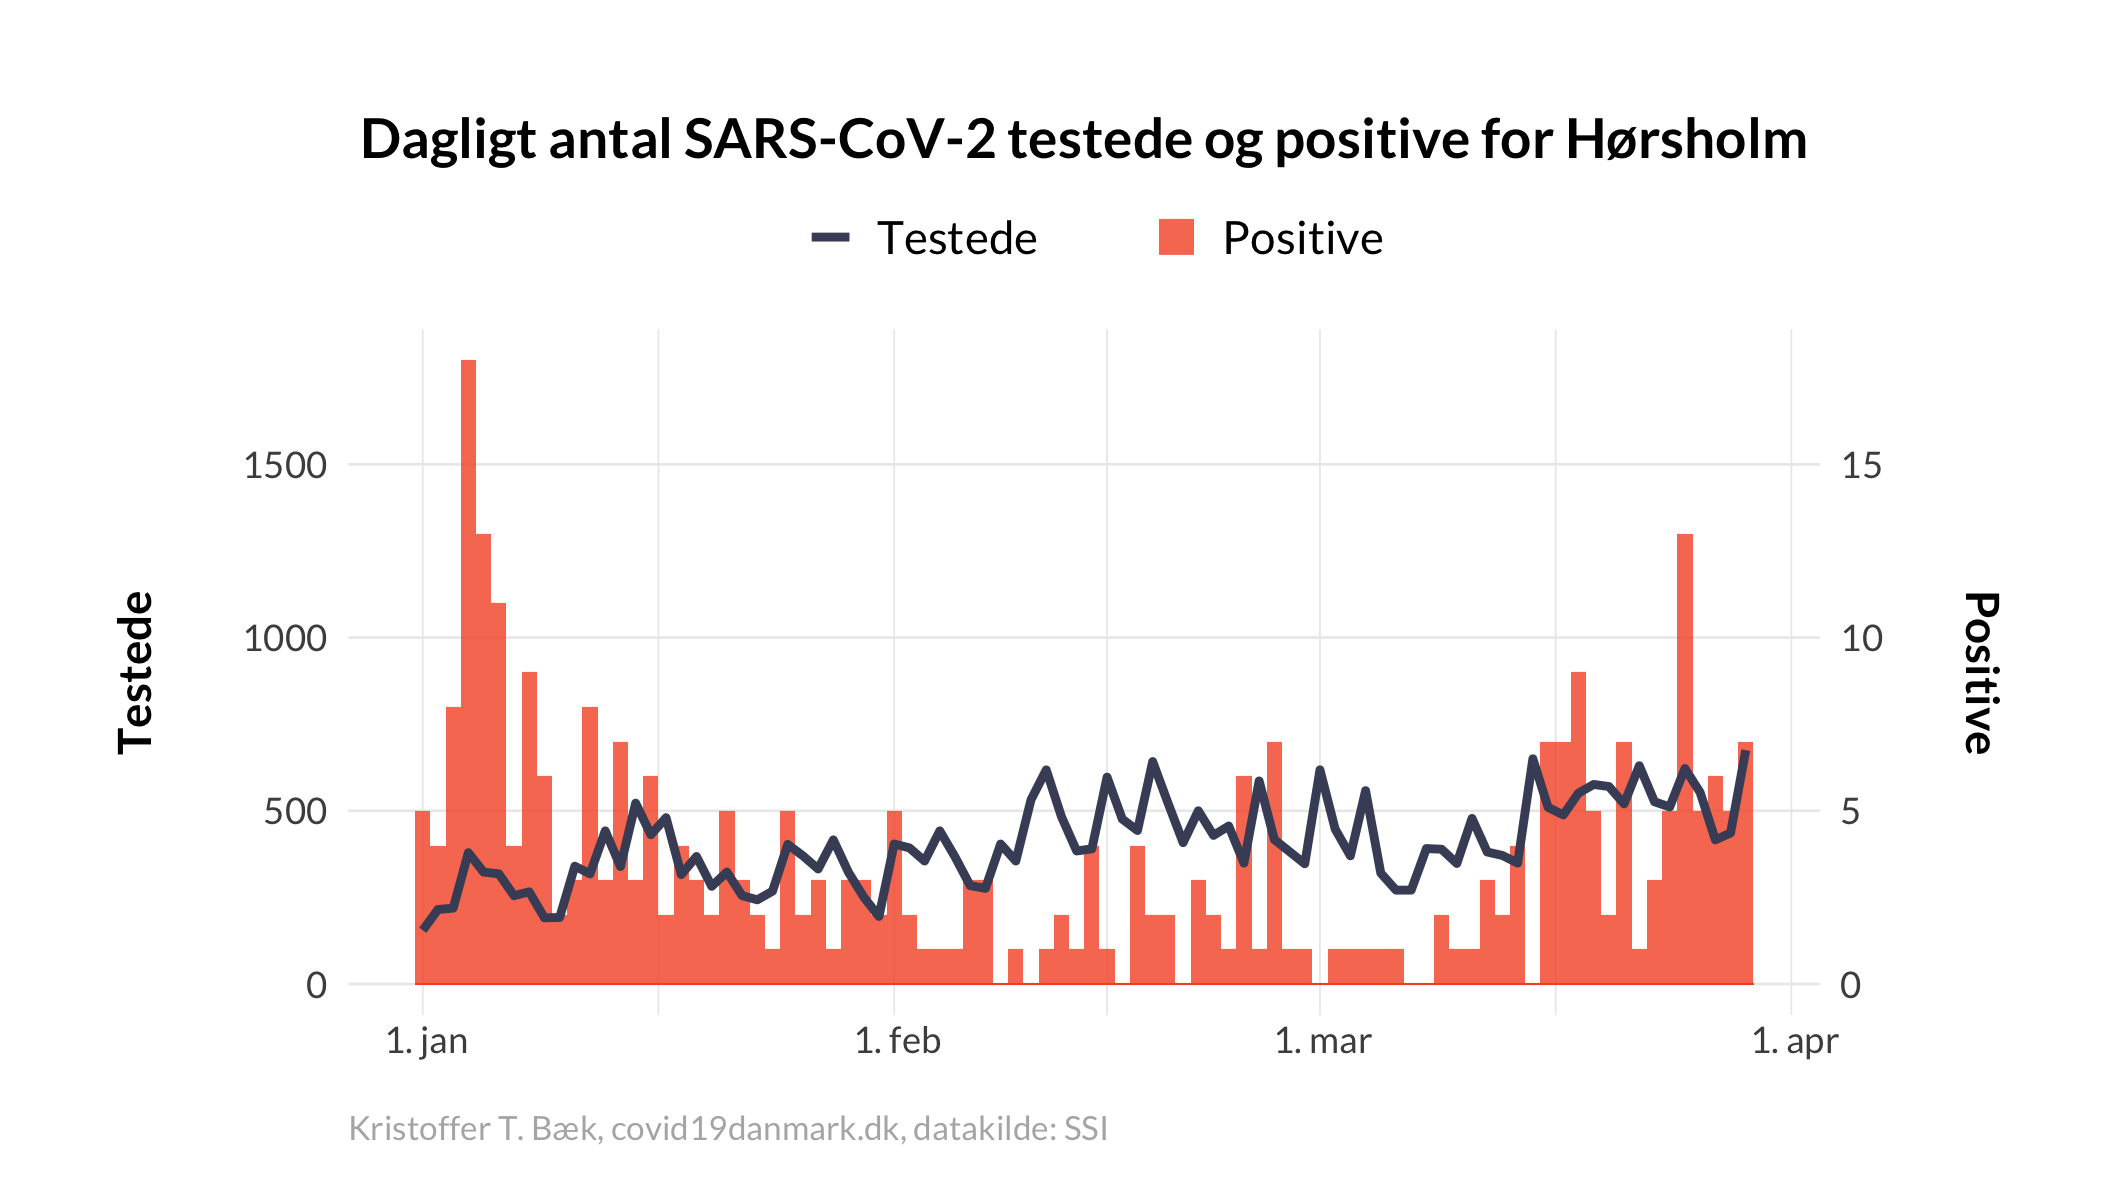 Dagligt antal SARS-CoV-2 testede og positive for Hørsholm
Testede Positive
1500 15
1000 10
500 5
0 0
Testede
Positive
1. jan 1. feb 1. mar 1. apr
Kristoffer T. Bæk, covid19danmark.dk, datakilde: SSI